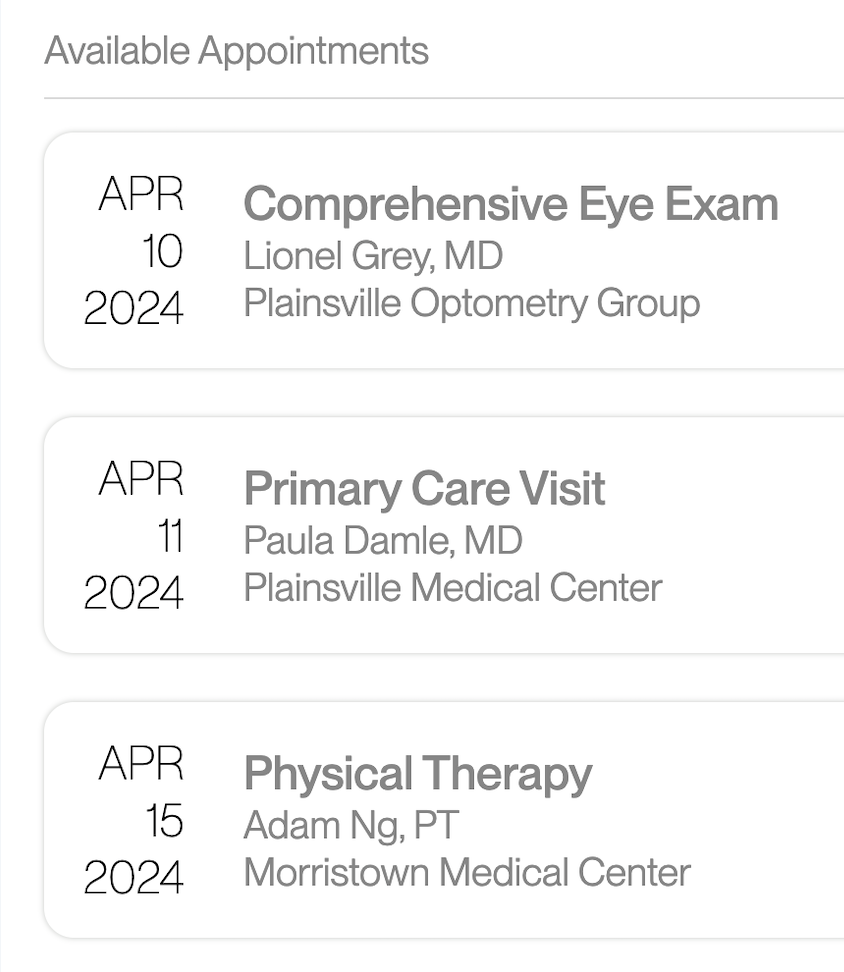 Available Appointments
APR
10
2024
Comprehensive Eye Exam
Lionel Grey, MD
Plainsville Optometry Group
APR
11
2024
Primary Care Visit
Paula Damle, MD
Plainsville Medical Center
APR
15
2024
Physical Therapy
Adam Ng, PT
Morristown Medical Center